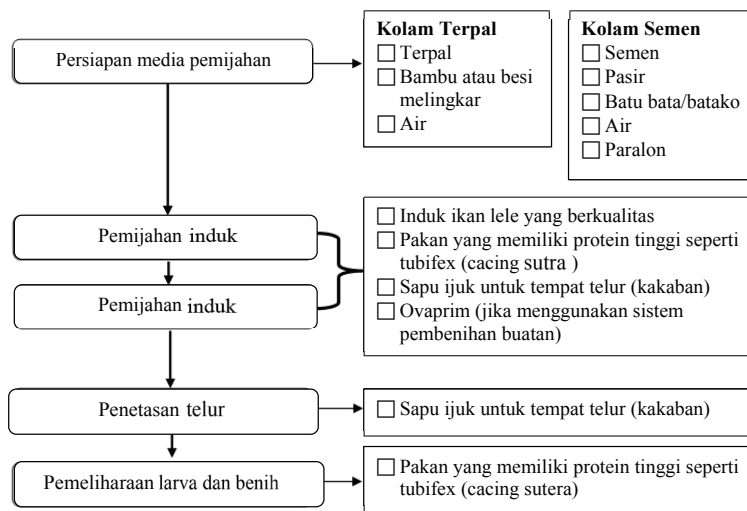 Persiapan media pemijahan
Kolam Terpal
☐ Terpal
☐ Bambu atau besi
melingkar
☐ Air
Kolam Semen
☐ Semen
☐ Pasir
☐ Batu bata/batako
☐ Air
☐ Paralon
Pemijahan induk
Pemijahan induk
☐ Induk ikan lele yang berkualitas
☐ Pakan yang memiliki protein tinggi seperti
tubifex (cacing sutra )
☐ Sapu ijuk untuk tempat telur (kakaban)
☐ Ovaprim (jika menggunakan sistem
pembenihan buatan)
Penetasan telur
☐ Sapu ijuk untuk tempat telur (kakaban)
Pemeliharaan larva dan benih
☐ Pakan yang memiliki protein tinggi seperti
tubifex (cacing sutera)